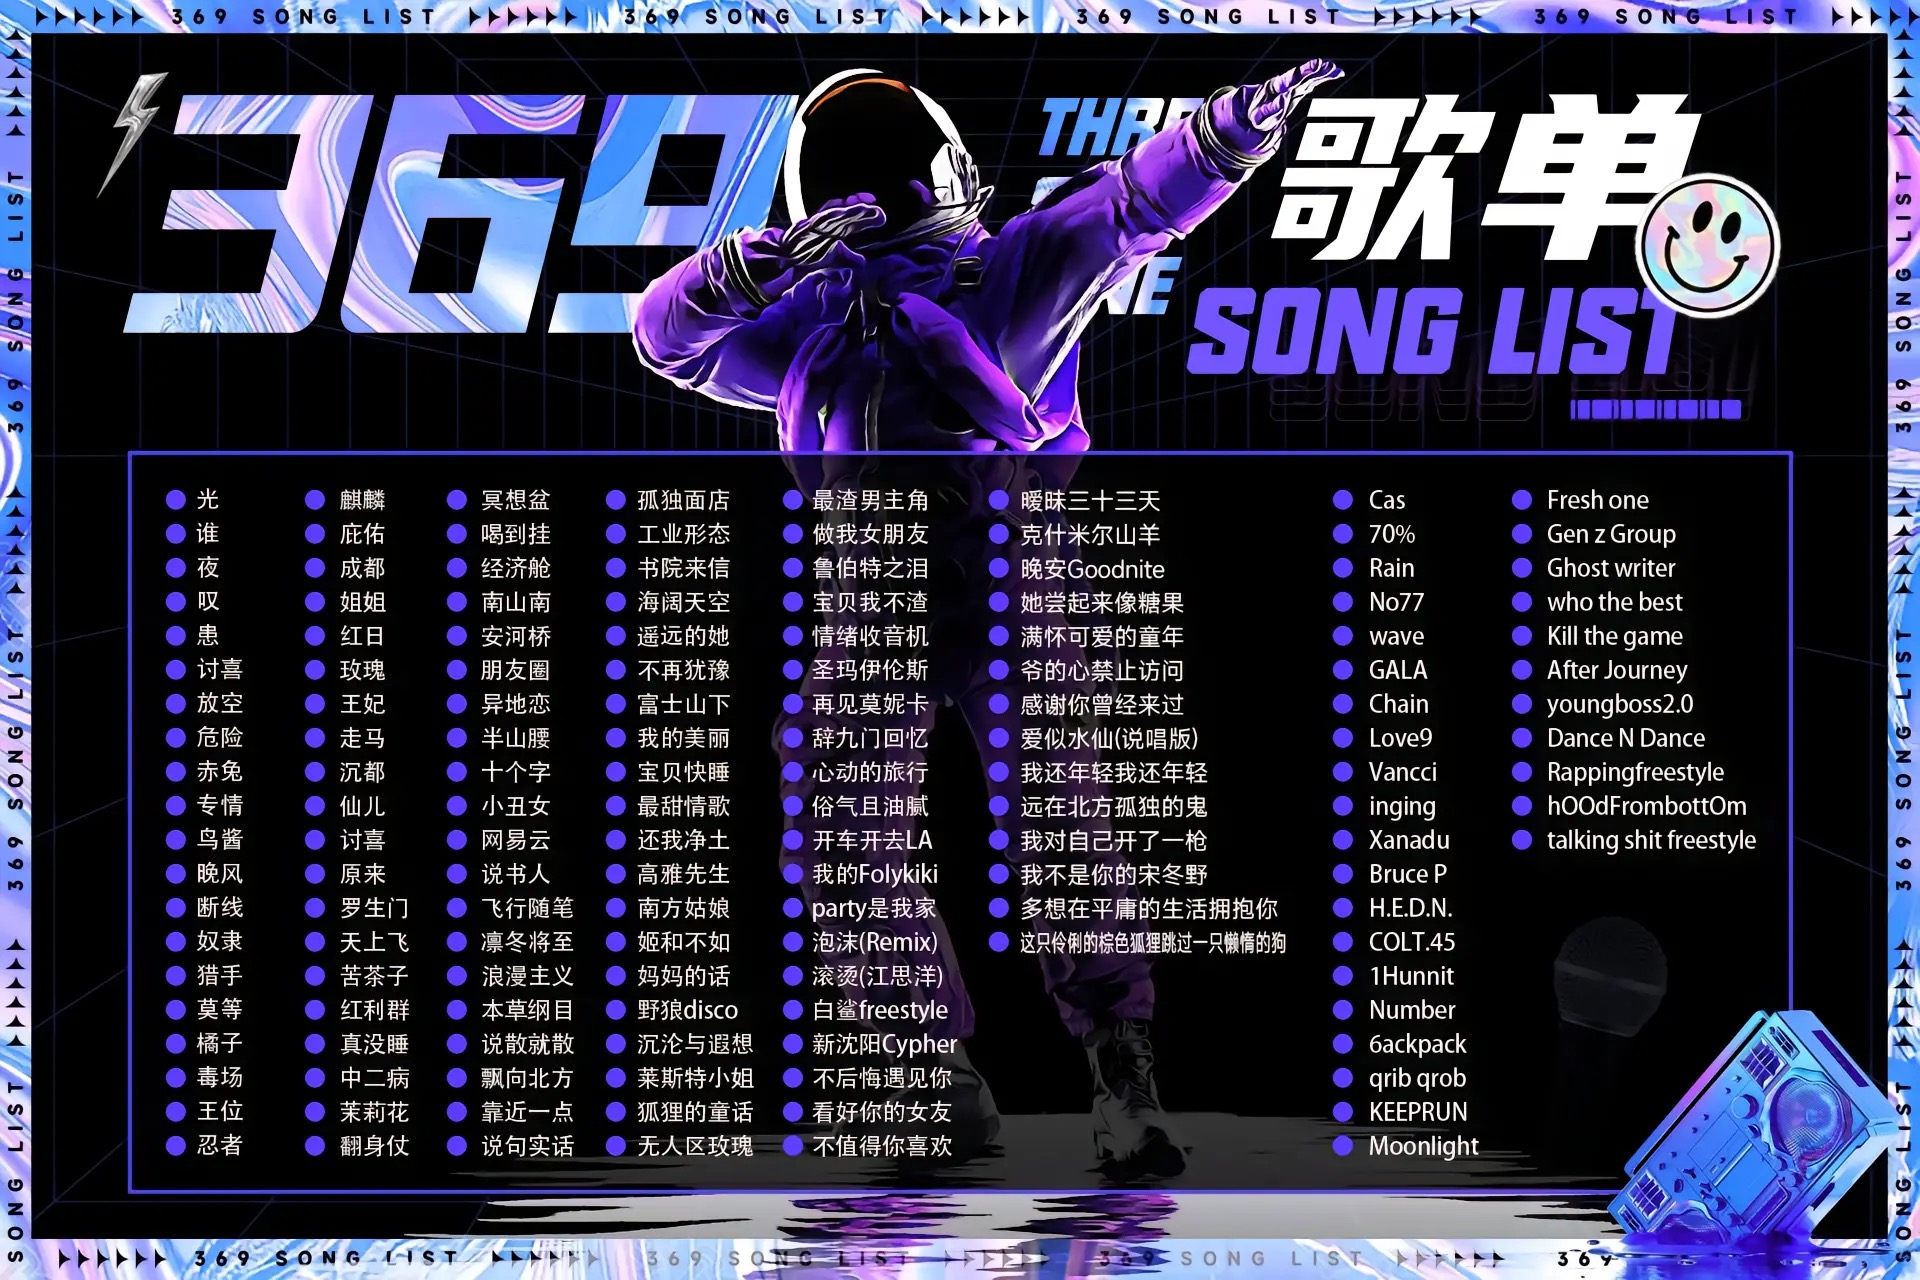 369 SONG LIST 369 SONG LIST 369 SONG LIST 369 SONG LIST
369
歌单
SONG LIST
光
谁
夜
叹
患
讨喜
放空
危险
赤兔
专情
鸟酱
晚风
断线
奴隶
猎手
莫等
橘子
毒场
王位
忍者
麒麟
庇佑
成都
姐姐
红日
玫瑰
王妃
走马
沉都
仙儿
讨喜
原来
罗生门
天上飞
苦茶子
红利群
真没睡
中二病
茉莉花
翻身仗
冥想盆
喝到挂
经济舱
南山南
安河桥
朋友圈
异地恋
半山腰
十个字
小丑女
网易云
说书人
飞行随笔
凛冬将至
浪漫主义
本草纲目
说散就散
飘向北方
靠近一点
说句实话
孤独面店
工业形态
书院来信
海阔天空
遥远的她
不再犹豫
富士山下
我的美丽
宝贝快睡
最甜情歌
还我净土
高雅先生
南方姑娘
姬和不如
妈妈的话
野狼disco
沉沦与遐想
莱斯特小姐
狐狸的童话
无人区玫瑰
最渣男主角
做我女朋友
鲁伯特之泪
宝贝我不渣
情绪收音机
圣玛伊伦斯
再见莫妮卡
辞九门回忆
心动的旅行
俗气且油腻
开车开去LA
我的Folykiki
party是我家
泡沫(Remix)
滚烫(江思洋)
白鲨freestyle
新沈阳Cypher
不后悔遇见你
看好你的女友
不值得你喜欢
暧昧三十三天
克什米尔山羊
晚安Goodnite
她尝起来像糖果
满怀可爱的童年
爷的心禁止访问
感谢你曾经来过
爱似水仙(说唱版)
我还年轻我还年轻
远在北方孤独的鬼
我对自己开了一枪
我不是你的宋冬野
多想在平庸的生活拥抱你
这只伶俐的棕色狐狸跳过一只懒惰的狗
Cas
70%
Rain
No77
wave
GALA
Chain
Love9
Vancci
inging
Xanadu
Bruce P
H.E.D.N.
COLT.45
1Hunnit
Number
6ackpack
qrib qrob
KEEPRUN
Moonlight
Fresh one
Gen z Group
Ghost writer
who the best
Kill the game
After Journey
youngboss2.0
Dance N Dance
Rappingfreestyle
hOOdFrombottOm
talking shit freestyle
369 SONG LIST 369 SONG LIST 369 SONG LIST 369
369 SONG LIST
369 SONG LIST
SONG LIST
369 SONG LIST
369 SONG LIST
SONG LIST